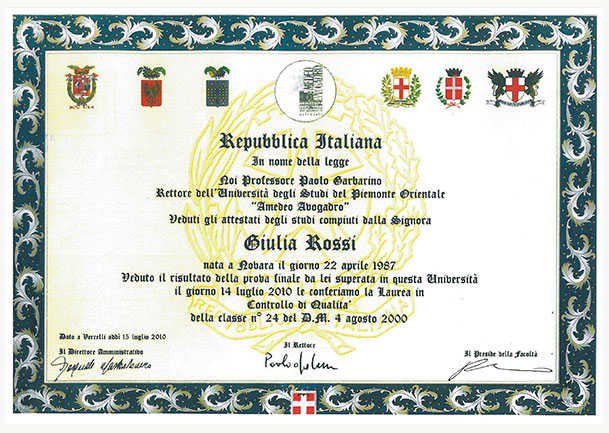 Repubblica Italiana
In nome della legge
Noi Professore Paolo Garbarino
Rettore dell'Università degli Studi del Piemonte Orientale
"Amedeo Avogadro"
Veduti gli attestati degli studi compiuti dalla Signora
Giulia Rossi
nata a Novara il giorno 22 aprile 1987
Veduto il risultato della prova finale da lei superata in questa Università
il giorno 14 luglio 2010 le conferiamo la Laurea in
Controllo di Qualita'
della classe n° 24 del D.M. 4 agosto 2000
Dato a Vercelli addì 15 luglio 2010
Il Direttore Amministrativo
Il Rettore
Il Preside della Facoltà
Paolo